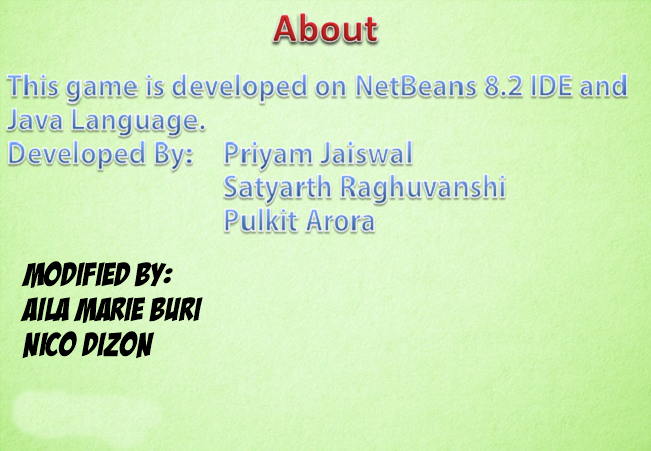 About
This game is developed on NetBeans 8.2 IDE and
Java Language.
Developed By: Priyam Jaiswal
Satyarth Raghuvanshi
Pulkit Arora
MODIFIED BY:
AILA MARIE BURI
NICO DIZON